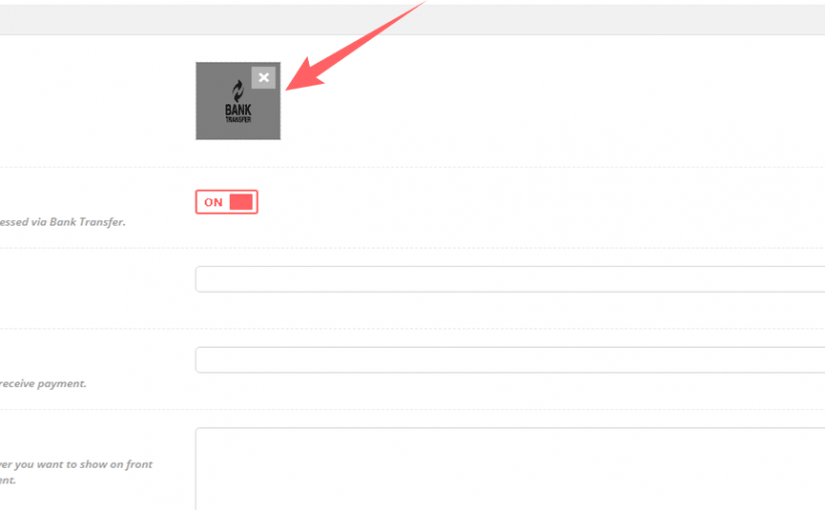 BANK
TRANSFER
ON
essed via Bank Transfer.
receive payment.
ver you want to show on front
ent.